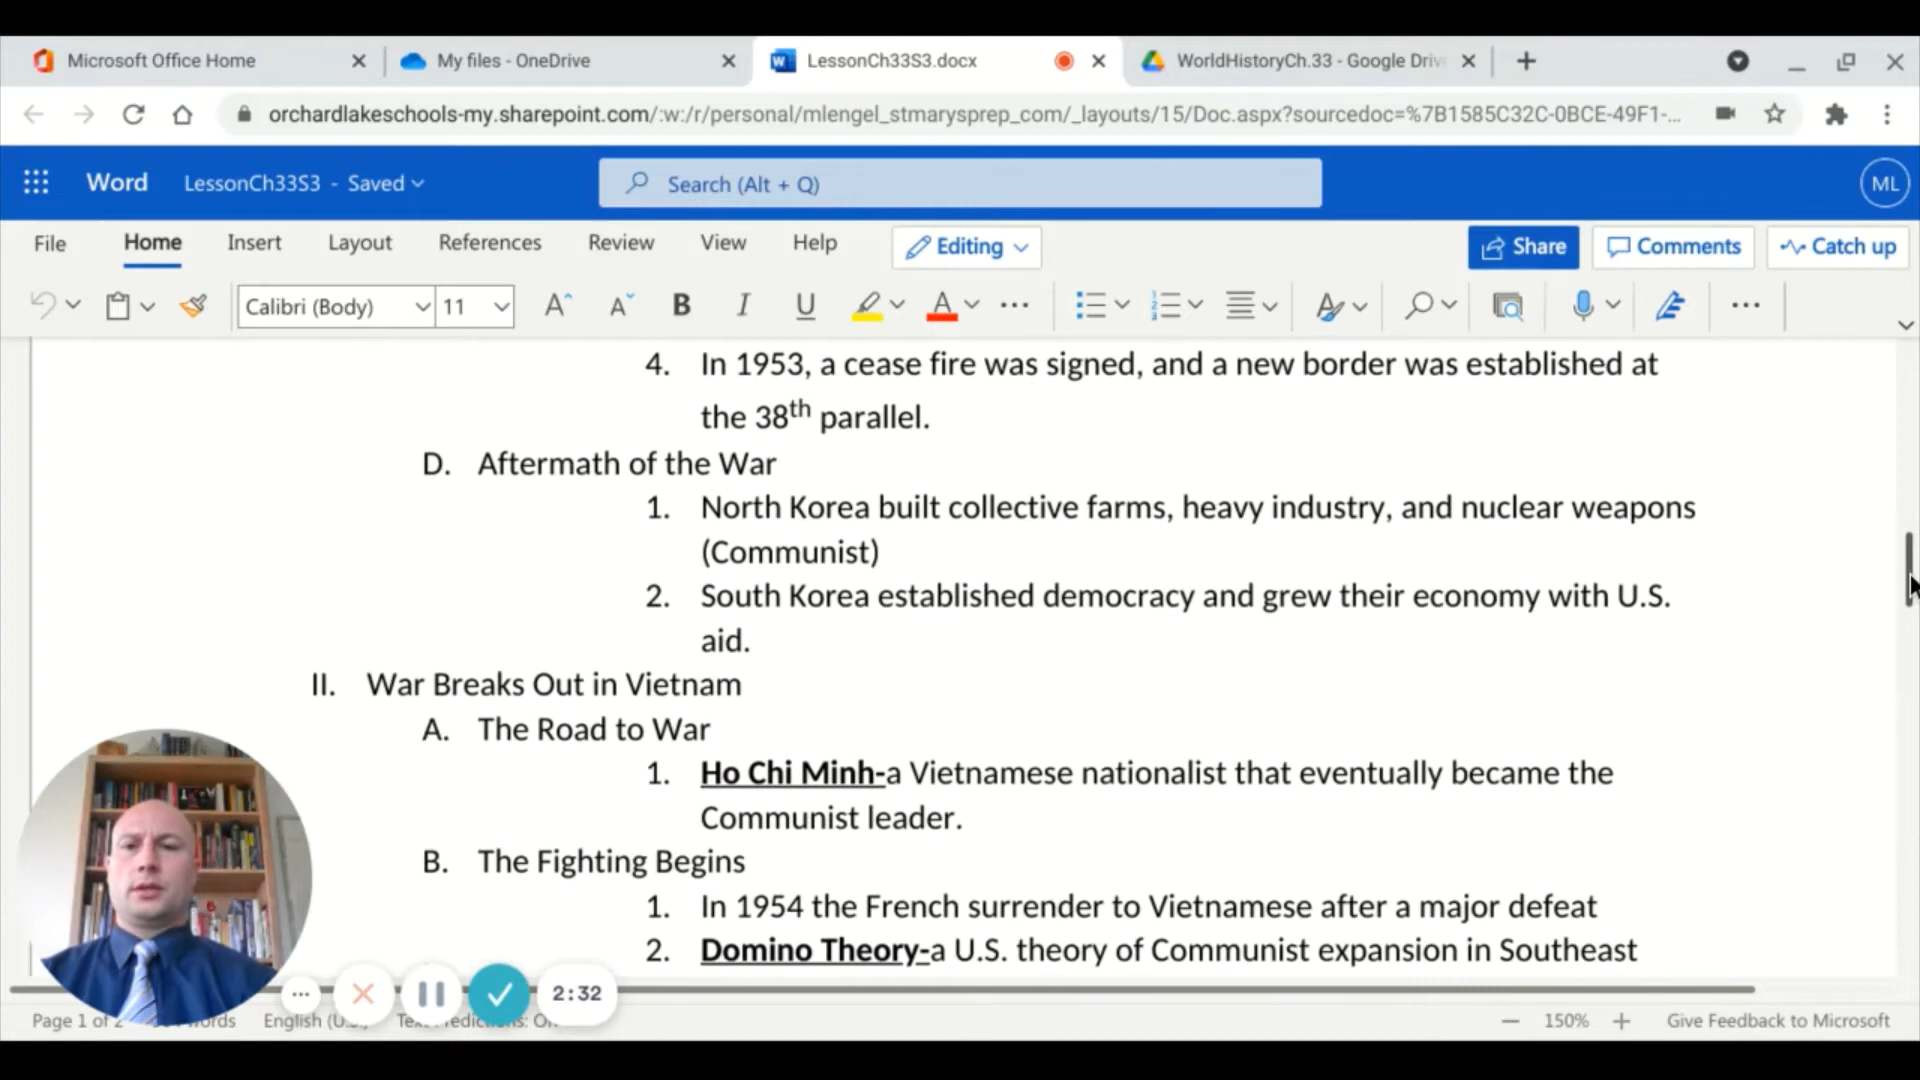 Microsoft Office Home My files - OneDrive LessonCh33S3.docx WorldHistoryCh.33 - Google Driv
orchardlakeschools-my.sharepoint.com/:w:/r/personal/mlengel_stmarysprep_com/_layouts/15/Doc.aspx?sourcedoc=%7B1585C32C-0BCE-49F1-...
Word LessonCh33S3 - Saved Search (Alt + Q) ML
File Home Insert Layout References Review View Help Editing Share Comments Catch up
Calibri (Body) 11 A A B I U A
4. In 1953, a cease fire was signed, and a new border was established at
the 38th parallel.
D. Aftermath of the War
1. North Korea built collective farms, heavy industry, and nuclear weapons
(Communist)
2. South Korea established democracy and grew their economy with U.S.
aid.
II. War Breaks Out in Vietnam
A. The Road to War
1. Ho Chi Minh-a Vietnamese nationalist that eventually became the
Communist leader.
B. The Fighting Begins
1. In 1954 the French surrender to Vietnamese after a major defeat
2. Domino Theory-a U.S. theory of Communist expansion in Southeast
2:32
Page 1 of 2 English (U. 150% Give Feedback to Microsoft